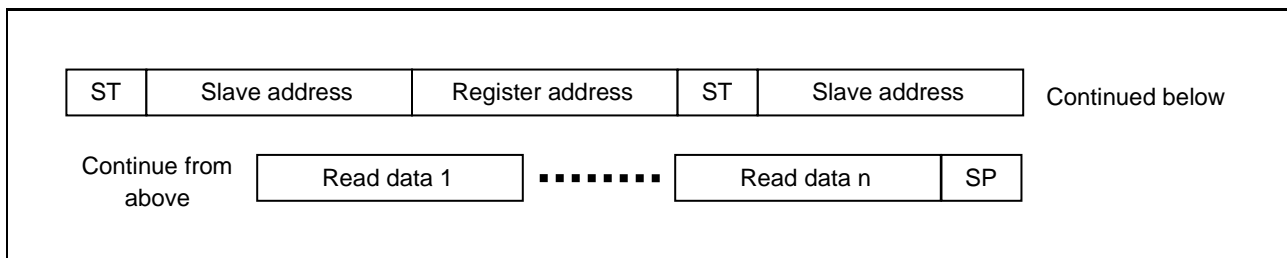 ST Slave address Register address ST Slave address Continued below
Continue from above Read data 1 Read data n SP